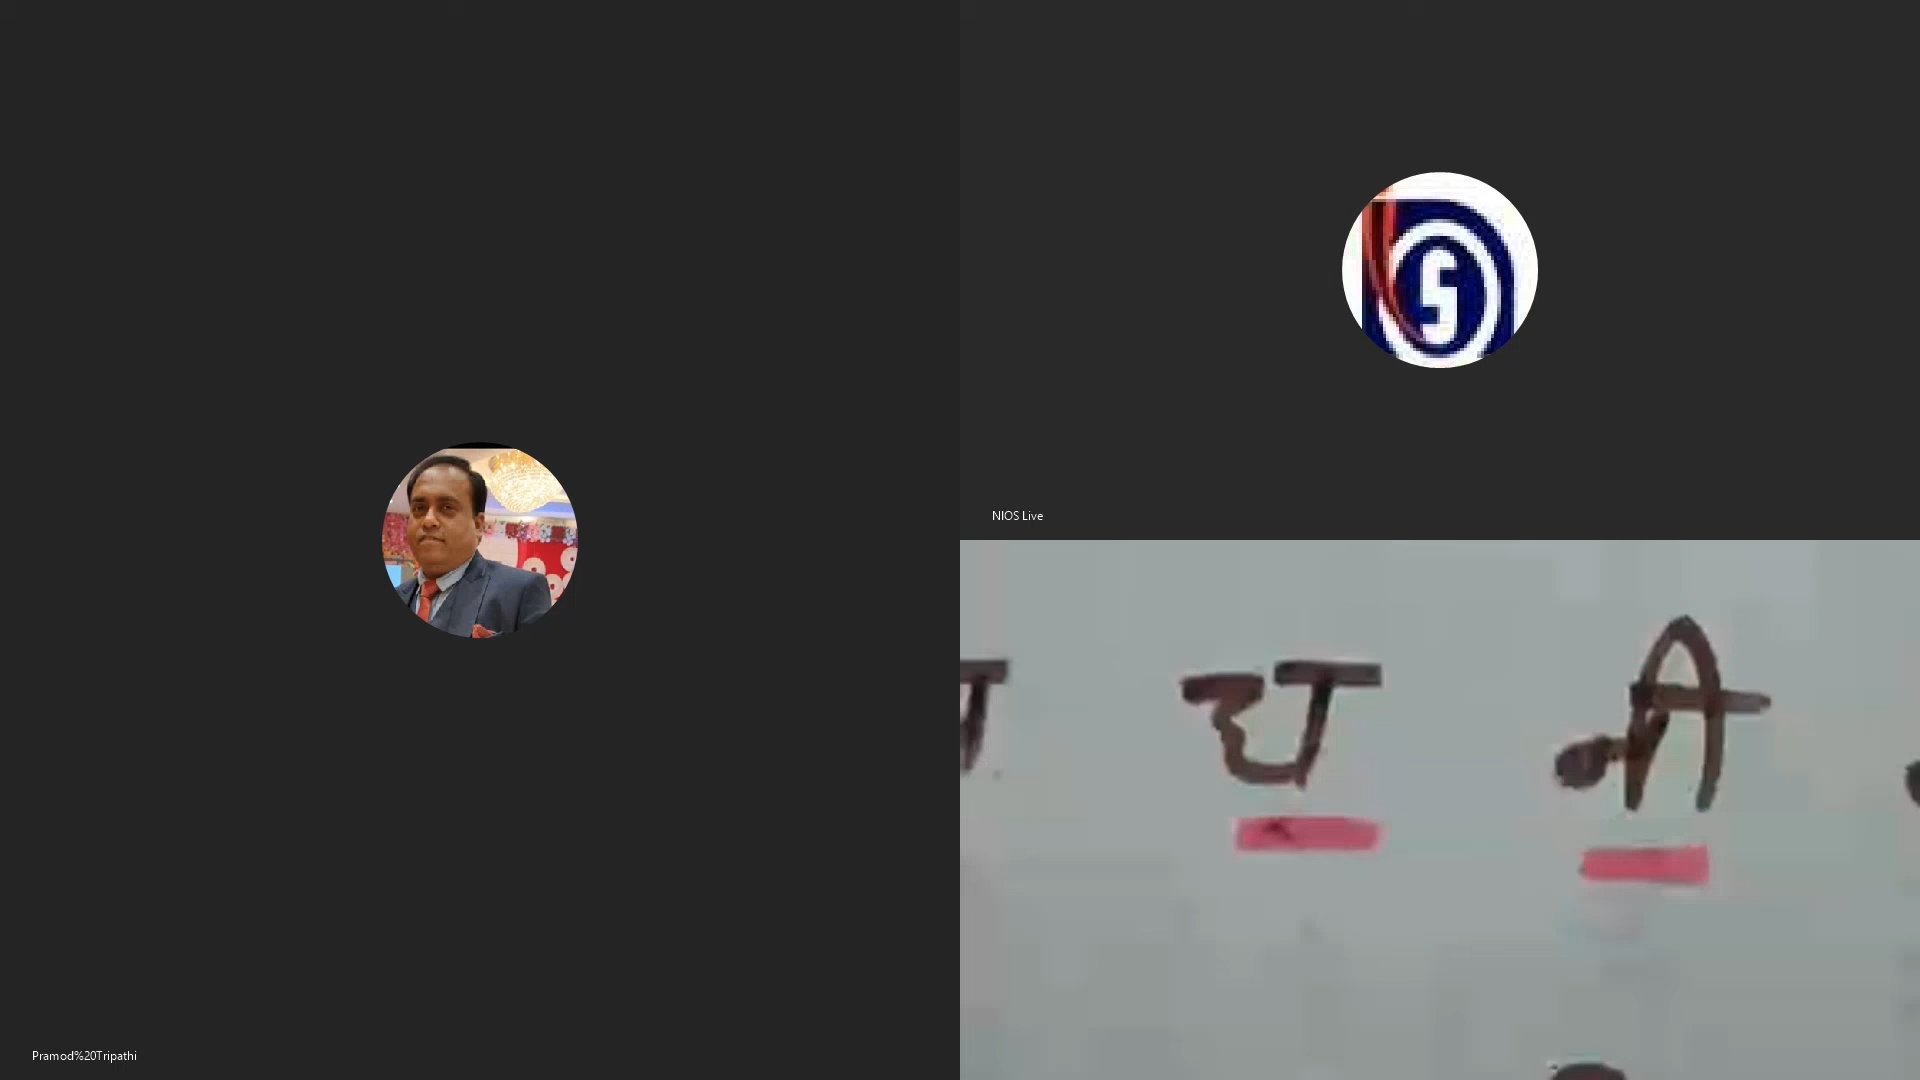 NIOS Live
य नी
Pramod%20Tripathi